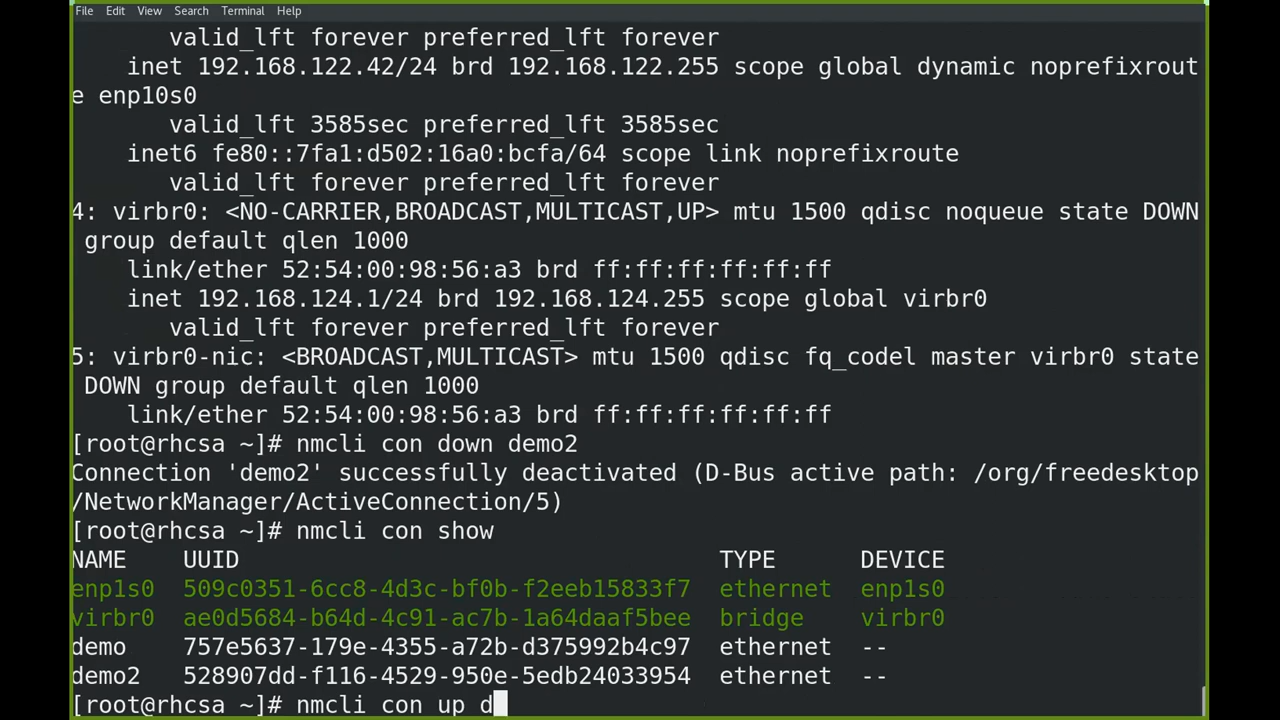 File Edit View Search Terminal Help
valid_lft forever preferred_lft forever
inet 192.168.122.42/24 brd 192.168.122.255 scope global dynamic noprefixrout
e enp10s0
valid_lft 3585sec preferred_lft 3585sec
inet6 fe80::7fa1:d502:16a0:bcfa/64 scope link noprefixroute
valid_lft forever preferred_lft forever
4: virbr0: <NO-CARRIER,BROADCAST,MULTICAST,UP> mtu 1500 qdisc noqueue state DOWN
group default qlen 1000
link/ether 52:54:00:98:56:a3 brd ff:ff:ff:ff:ff:ff
inet 192.168.124.1/24 brd 192.168.124.255 scope global virbr0
valid_lft forever preferred_lft forever
5: virbr0-nic: <BROADCAST,MULTICAST> mtu 1500 qdisc fq_codel master virbr0 state
DOWN group default qlen 1000
link/ether 52:54:00:98:56:a3 brd ff:ff:ff:ff:ff:ff
[root@rhcsa ~]# nmcli con down demo2
Connection 'demo2' successfully deactivated (D-Bus active path: /org/freedesktop
/NetworkManager/ActiveConnection/5)
[root@rhcsa ~]# nmcli con show
NAME UUID TYPE DEVICE
enp1s0 509c0351-6cc8-4d3c-bf0b-f2eeb15833f7 ethernet enp1s0
virbr0 ae0d5684-b64d-4c91-ac7b-1a64daaf5bee bridge virbr0
demo 757e5637-179e-4355-a72b-d375992b4c97 ethernet --
demo2 528907dd-f116-4529-950e-5edb24033954 ethernet --
[root@rhcsa ~]# nmcli con up d